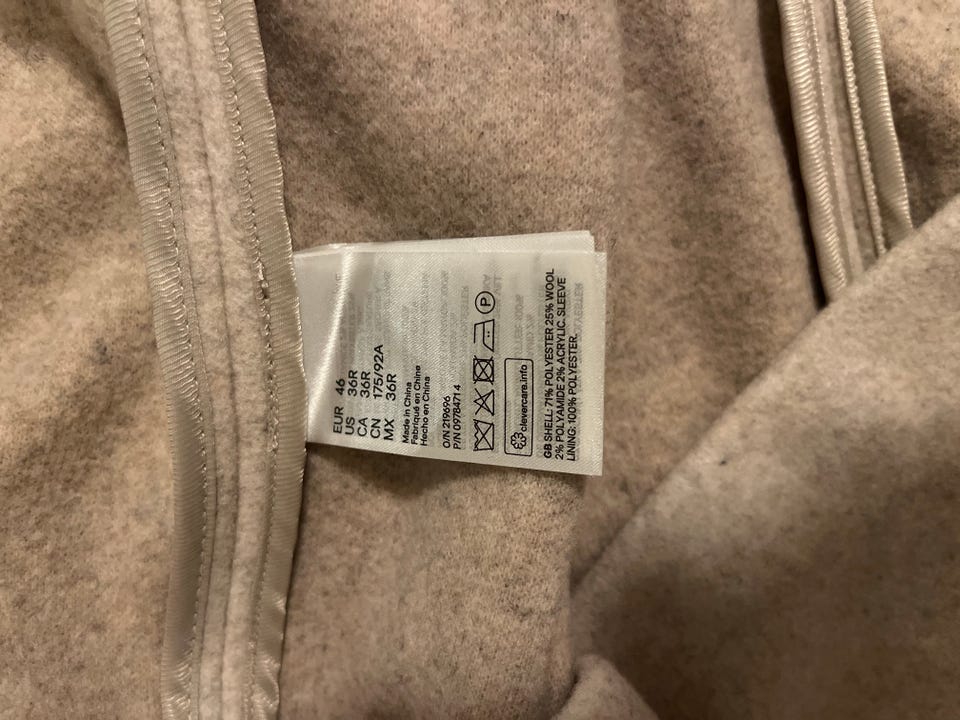 EUR 46
US 36R
CA 36R
CN 175/92A
MX 36R
Made in China
Fabriqué en Chine
Hecho en China
O/N 219696
P/N 0978471 4
P
clevercare.info
GB SHELL: 71% POLYESTER 25% WOOL
2% POLYAMIDE 2% ACRYLIC. SLEEVE
LINING: 100% POLYESTER.